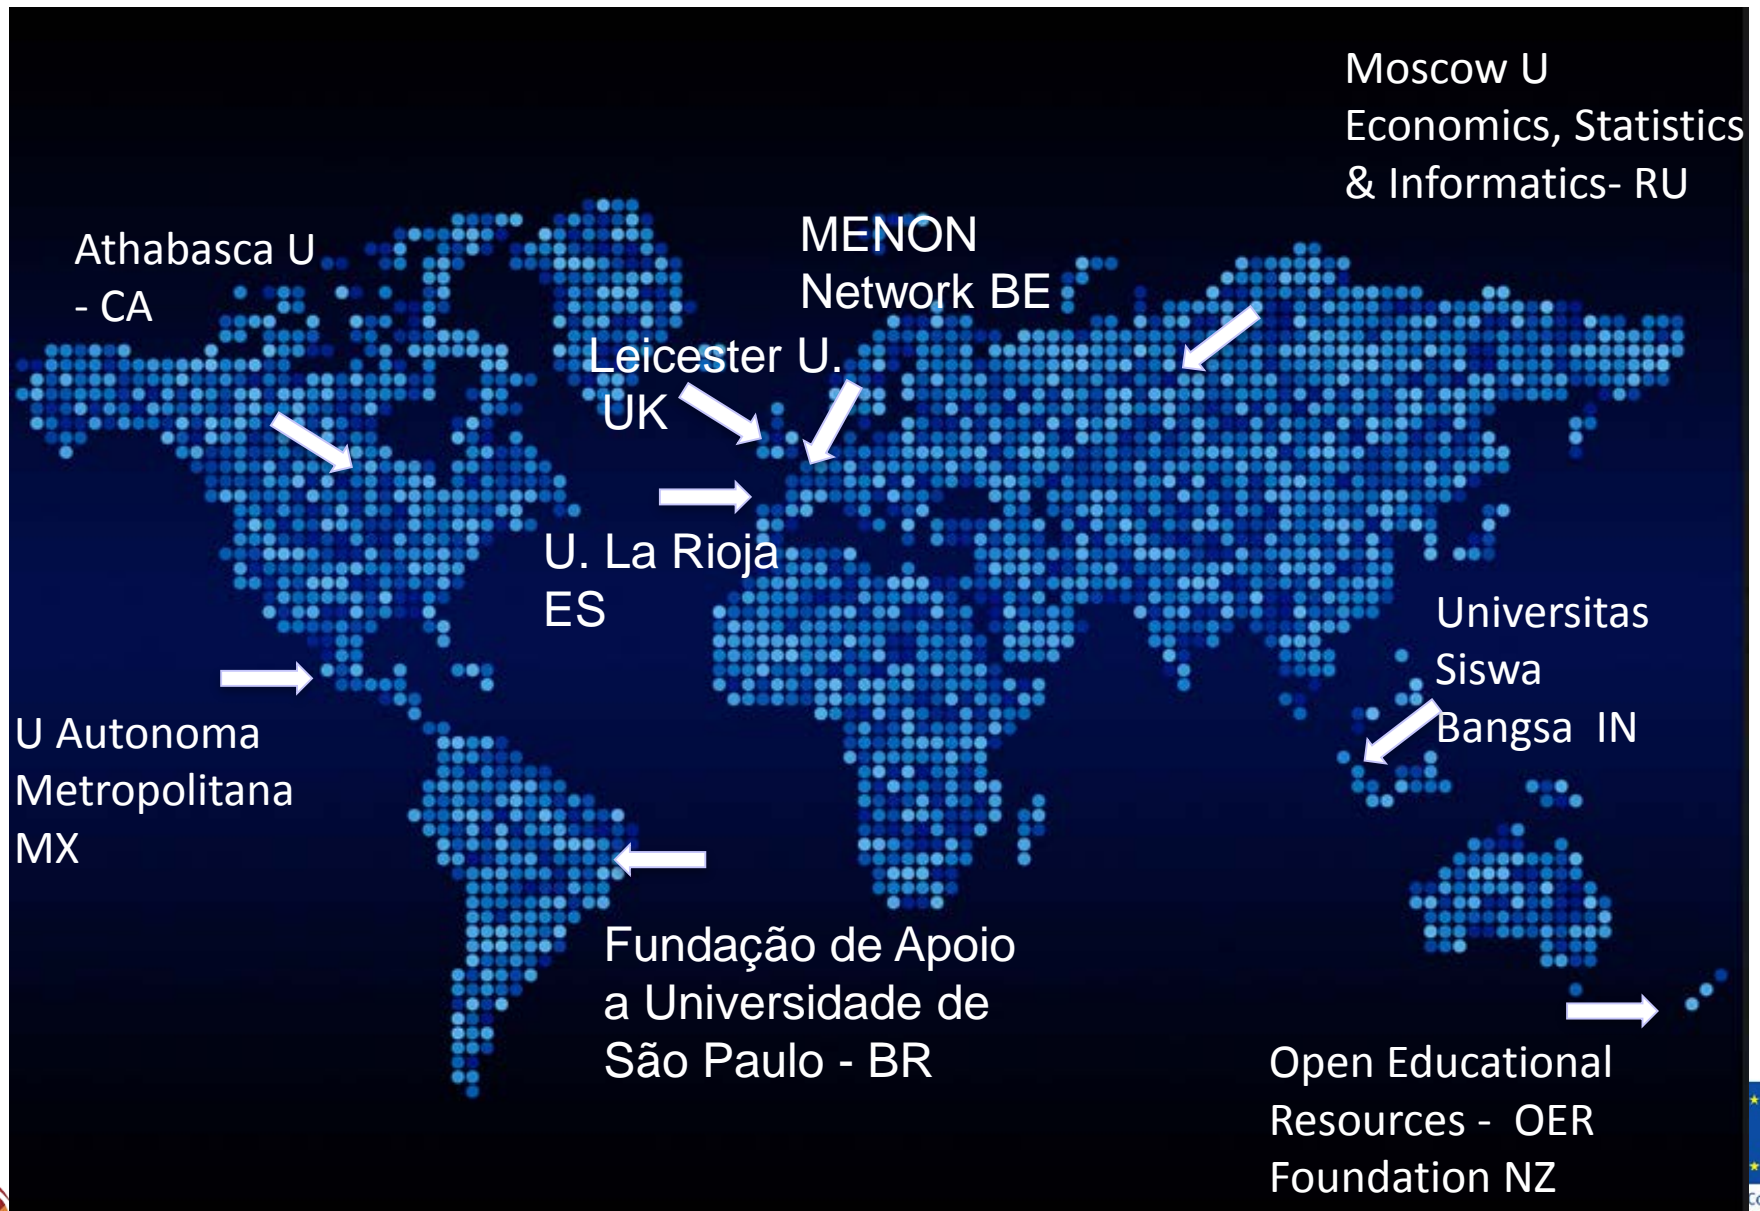 Moscow U
Economics, Statistics
& Informatics- RU
Athabasca U
- CA
MENON
Network BE
Leicester U.
UK
U. La Rioja
ES
Universitas
Siswa
Bangsa  IN
U Autonoma
Metropolitana
MX
Fundação de Apoio
a Universidade de
São Paulo - BR
Open Educational
Resources -  OER
Foundation NZ